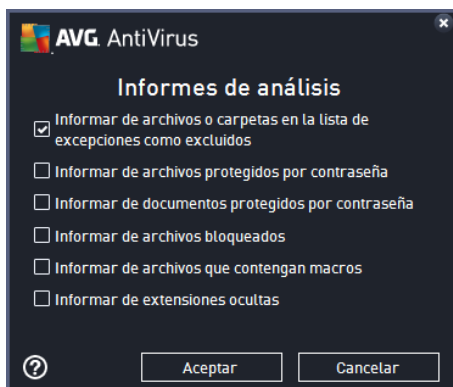 AVG AntiVirus
Informes de análisis
Informar de archivos o carpetas en la lista de
excepciones como excluidos
Informar de archivos protegidos por contraseña
Informar de documentos protegidos por contraseña
Informar de archivos bloqueados
Informar de archivos que contengan macros
Informar de extensiones ocultas
?
Aceptar
Cancelar